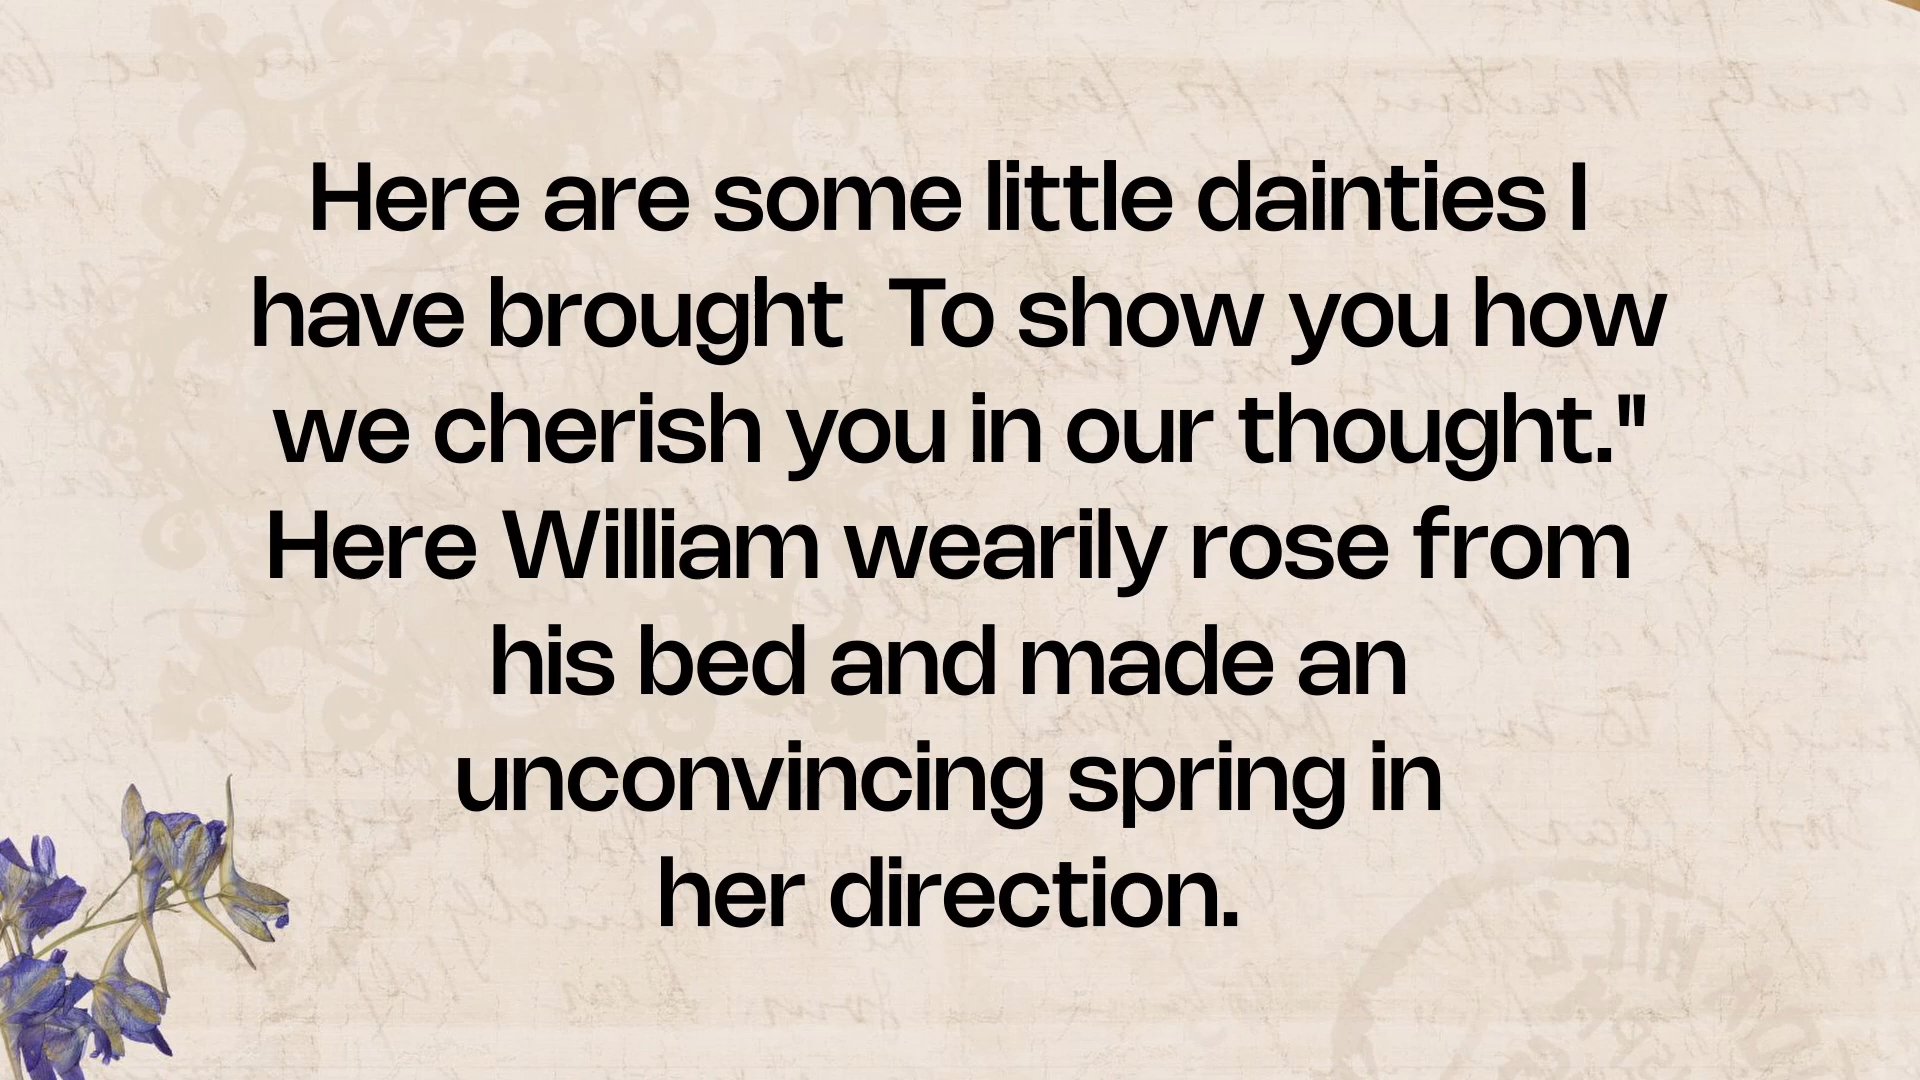 Here are some little dainties I
have brought  To show you how
we cherish you in our thought."
Here William wearily rose from
his bed and made an
unconvincing spring in
her direction.